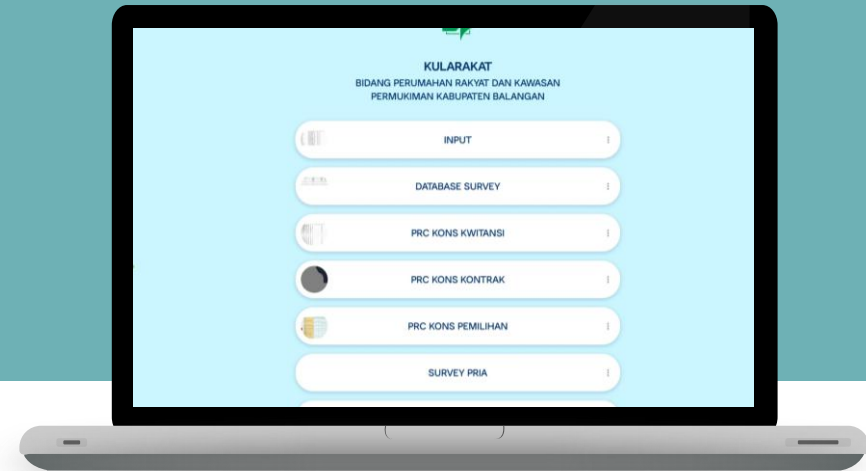 KULARAKAT
BIDANG PERUMAHAN RAKYAT DAN KAWASAN
PERMUKIMAN KABUPATEN BALANGAN
INPUT
DATABASE SURVEY
PRC KONS KWITANSI
PRC KONS KONTRAK
PRC KONS PEMILIHAN
SURVEY PRIA